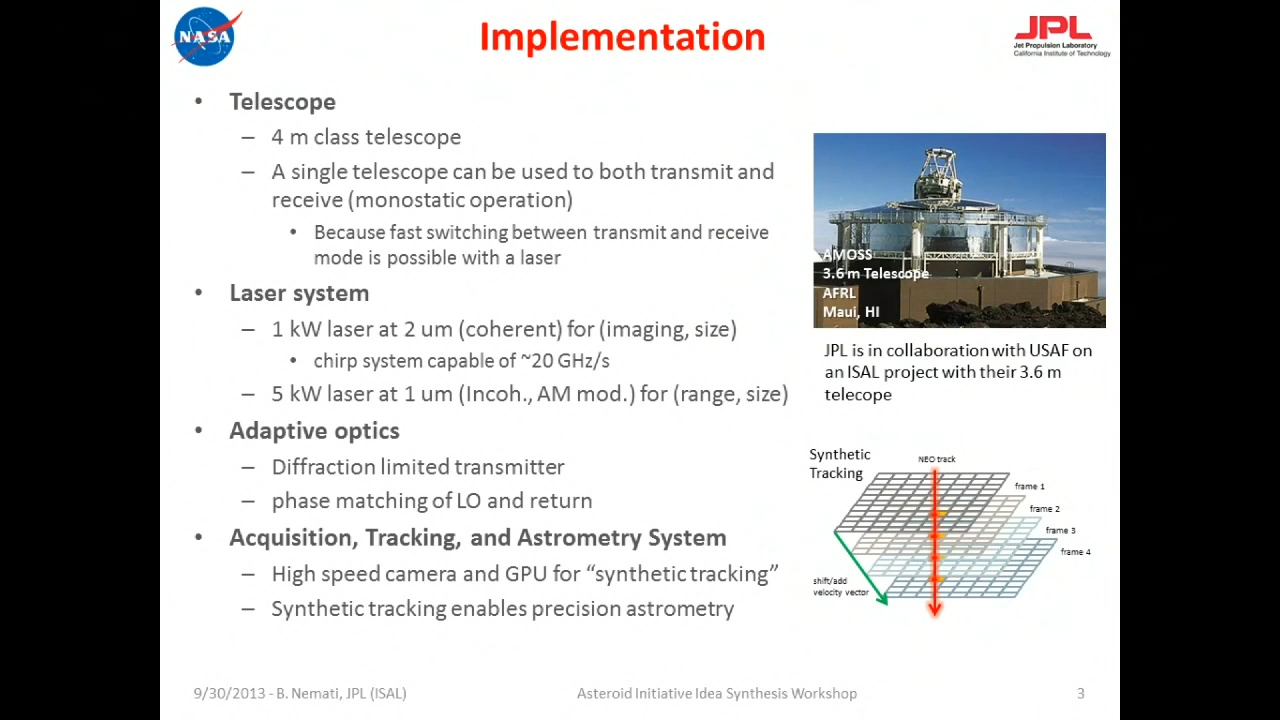 NASA
Implementation
JPL
Jet Propulsion Laboratory
California Institute of Technology
• Telescope
– 4 m class telescope
– A single telescope can be used to both transmit and
receive (monostatic operation)
• Because fast switching between transmit and receive
mode is possible with a laser
• Laser system
– 1 kW laser at 2 um (coherent) for (imaging, size)
• chirp system capable of ~20 GHz/s
– 5 kW laser at 1 um (Incoh., AM mod.) for (range, size)
• Adaptive optics
– Diffraction limited transmitter
– phase matching of LO and return
• Acquisition, Tracking, and Astrometry System
– High speed camera and GPU for “synthetic tracking”
– Synthetic tracking enables precision astrometry
AMOSS
3.6 m Telescope
AFRL
Maui, HI
JPL is in collaboration with USAF on
an ISAL project with their 3.6 m
telecope
Synthetic
Tracking
NEO track
frame 1
frame 2
frame 3
frame 4
shift/add
velocity vector
9/30/2013 - B. Nemati, JPL (ISAL)
Asteroid Initiative Idea Synthesis Workshop
3